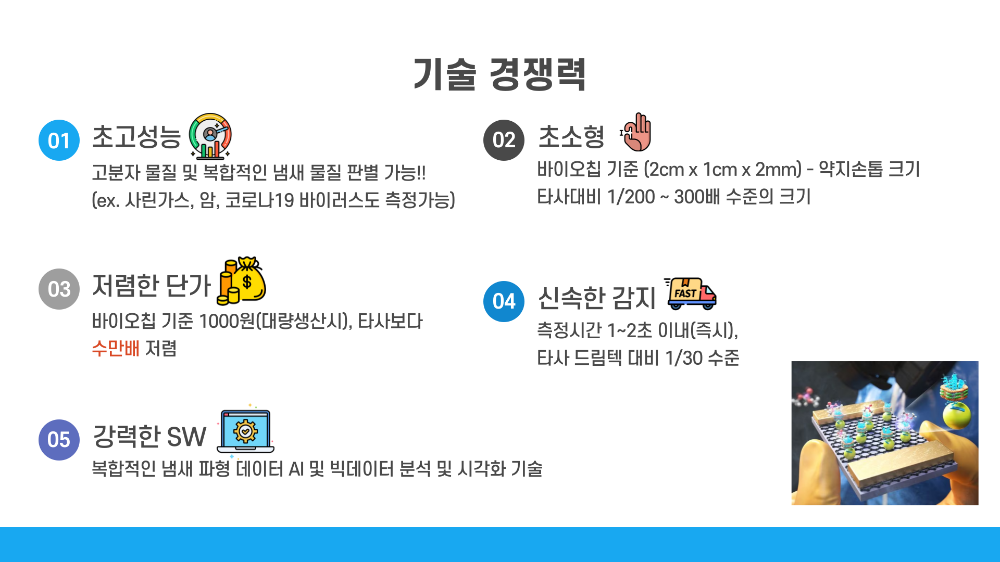 기술 경쟁력
01
초고성능
고분자 물질 및 복합적인 냄새 물질 판별 가능!!
(ex. 사린가스, 암, 코로나19 바이러스도 측정가능)
02
초소형
바이오칩 기준 (2cm x 1cm x 2mm) - 약지손톱 크기
타사대비 1/200 ~ 300배 수준의 크기
03
저렴한 단가
$
바이오칩 기준 1000원(대량생산시), 타사보다
수만배 저렴
04
신속한 감지
FAST
측정시간 1~2초 이내(즉시),
타사 드림텍 대비 1/30 수준
05
강력한 SW
복합적인 냄새 파형 데이터 AI 및 빅데이터 분석 및 시각화 기술